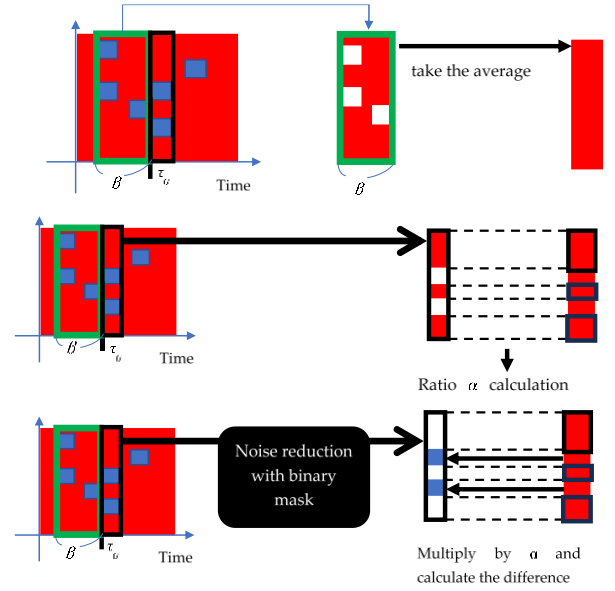 take the average
β
τ₀
Time
β
β
τ₀
Time
Ratio α calculation
Noise reduction
with binary
mask
β
τ₀
Time
Multiply by α and
calculate the difference